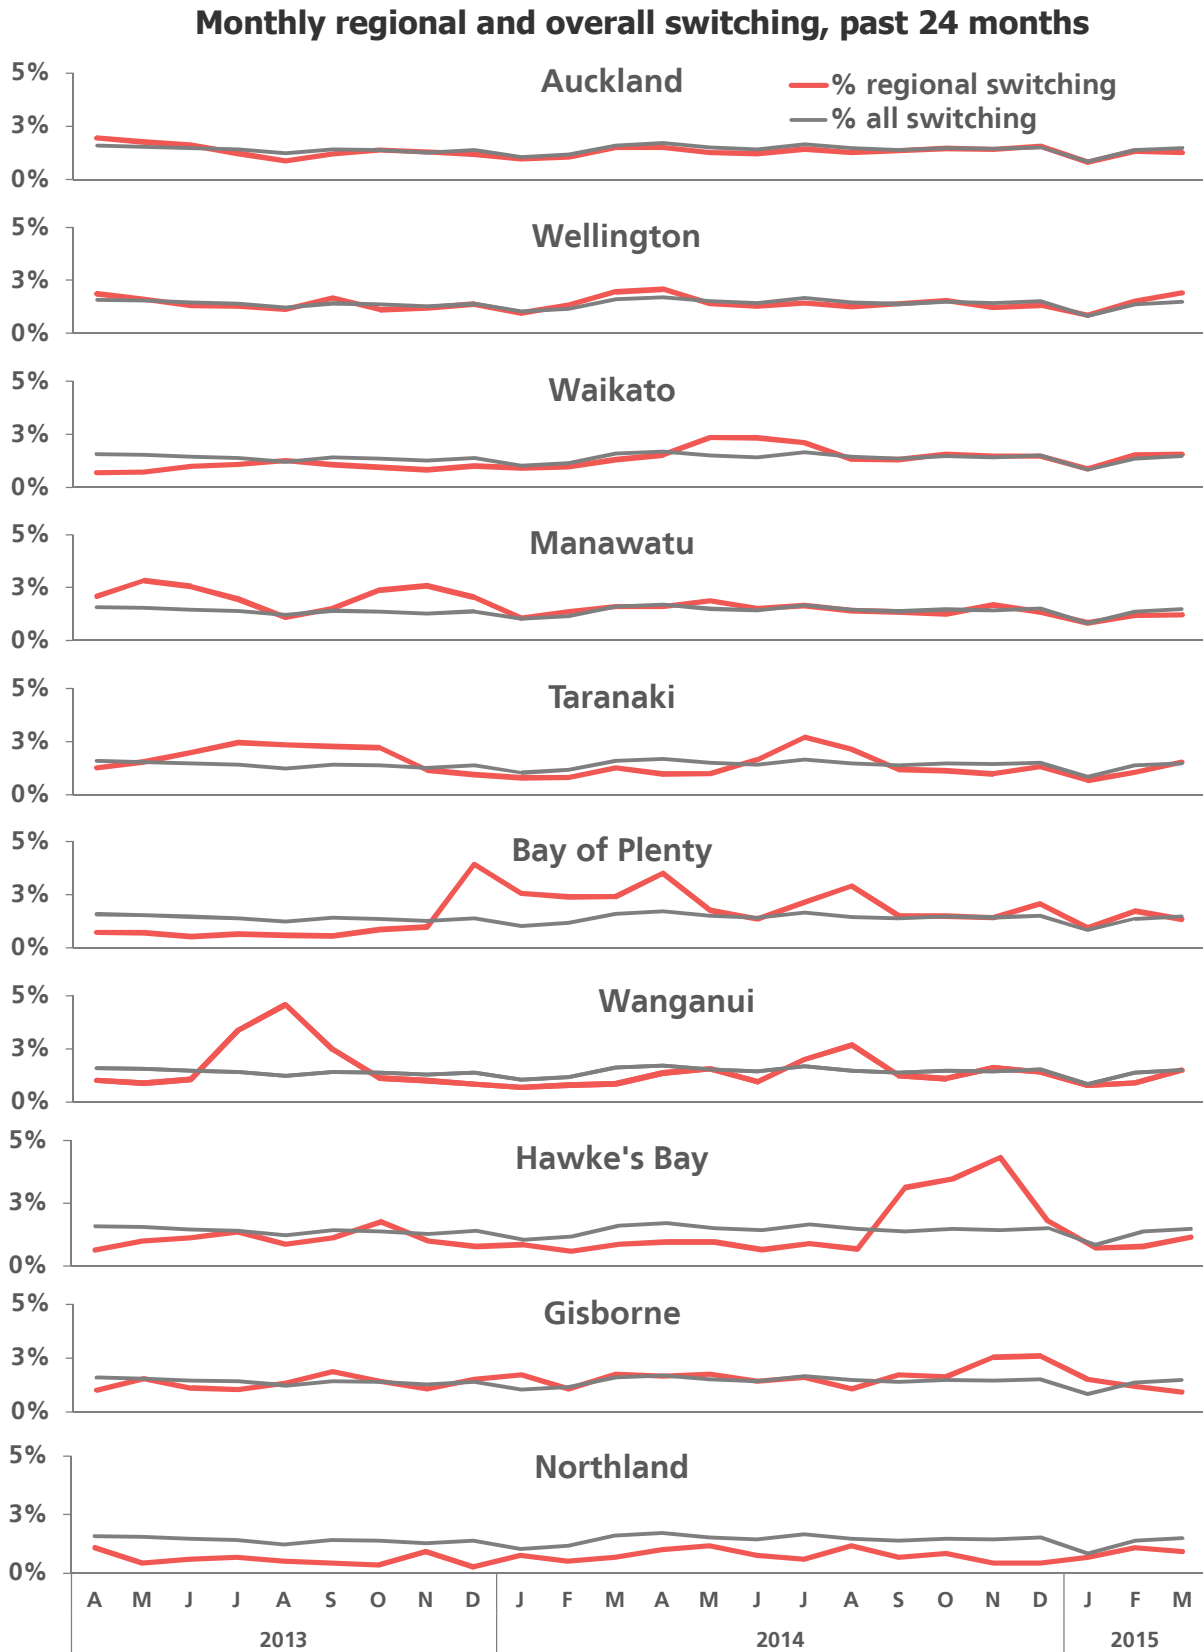 Monthly regional and overall switching, past 24 months
5%
Auckland
% regional switching
% all switching
3%
0%
5%
Wellington
3%
0%
5%
Waikato
3%
0%
5%
Manawatu
3%
0%
5%
Taranaki
3%
0%
5%
Bay of Plenty
3%
0%
5%
Wanganui
3%
0%
5%
Hawke's Bay
3%
0%
5%
Gisborne
3%
0%
5%
Northland
3%
0%
A M J J A S O N D J F M A M J J A S O N D J F M
2013 2014 2015